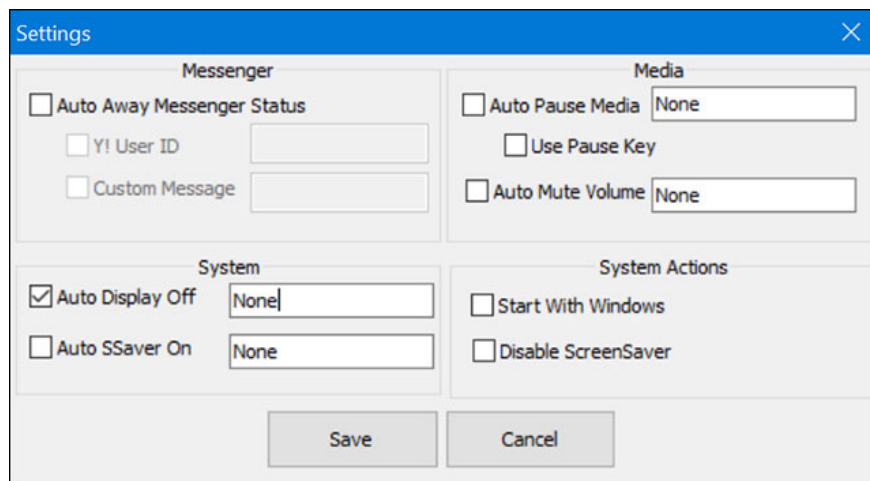 Settings
Messenger
Auto Away Messenger Status
Y! User ID
Custom Message
Media
Auto Pause Media None
Use Pause Key
Auto Mute Volume None
System
Auto Display Off None
Auto SSaver On None
System Actions
Start With Windows
Disable ScreenSaver
Save Cancel